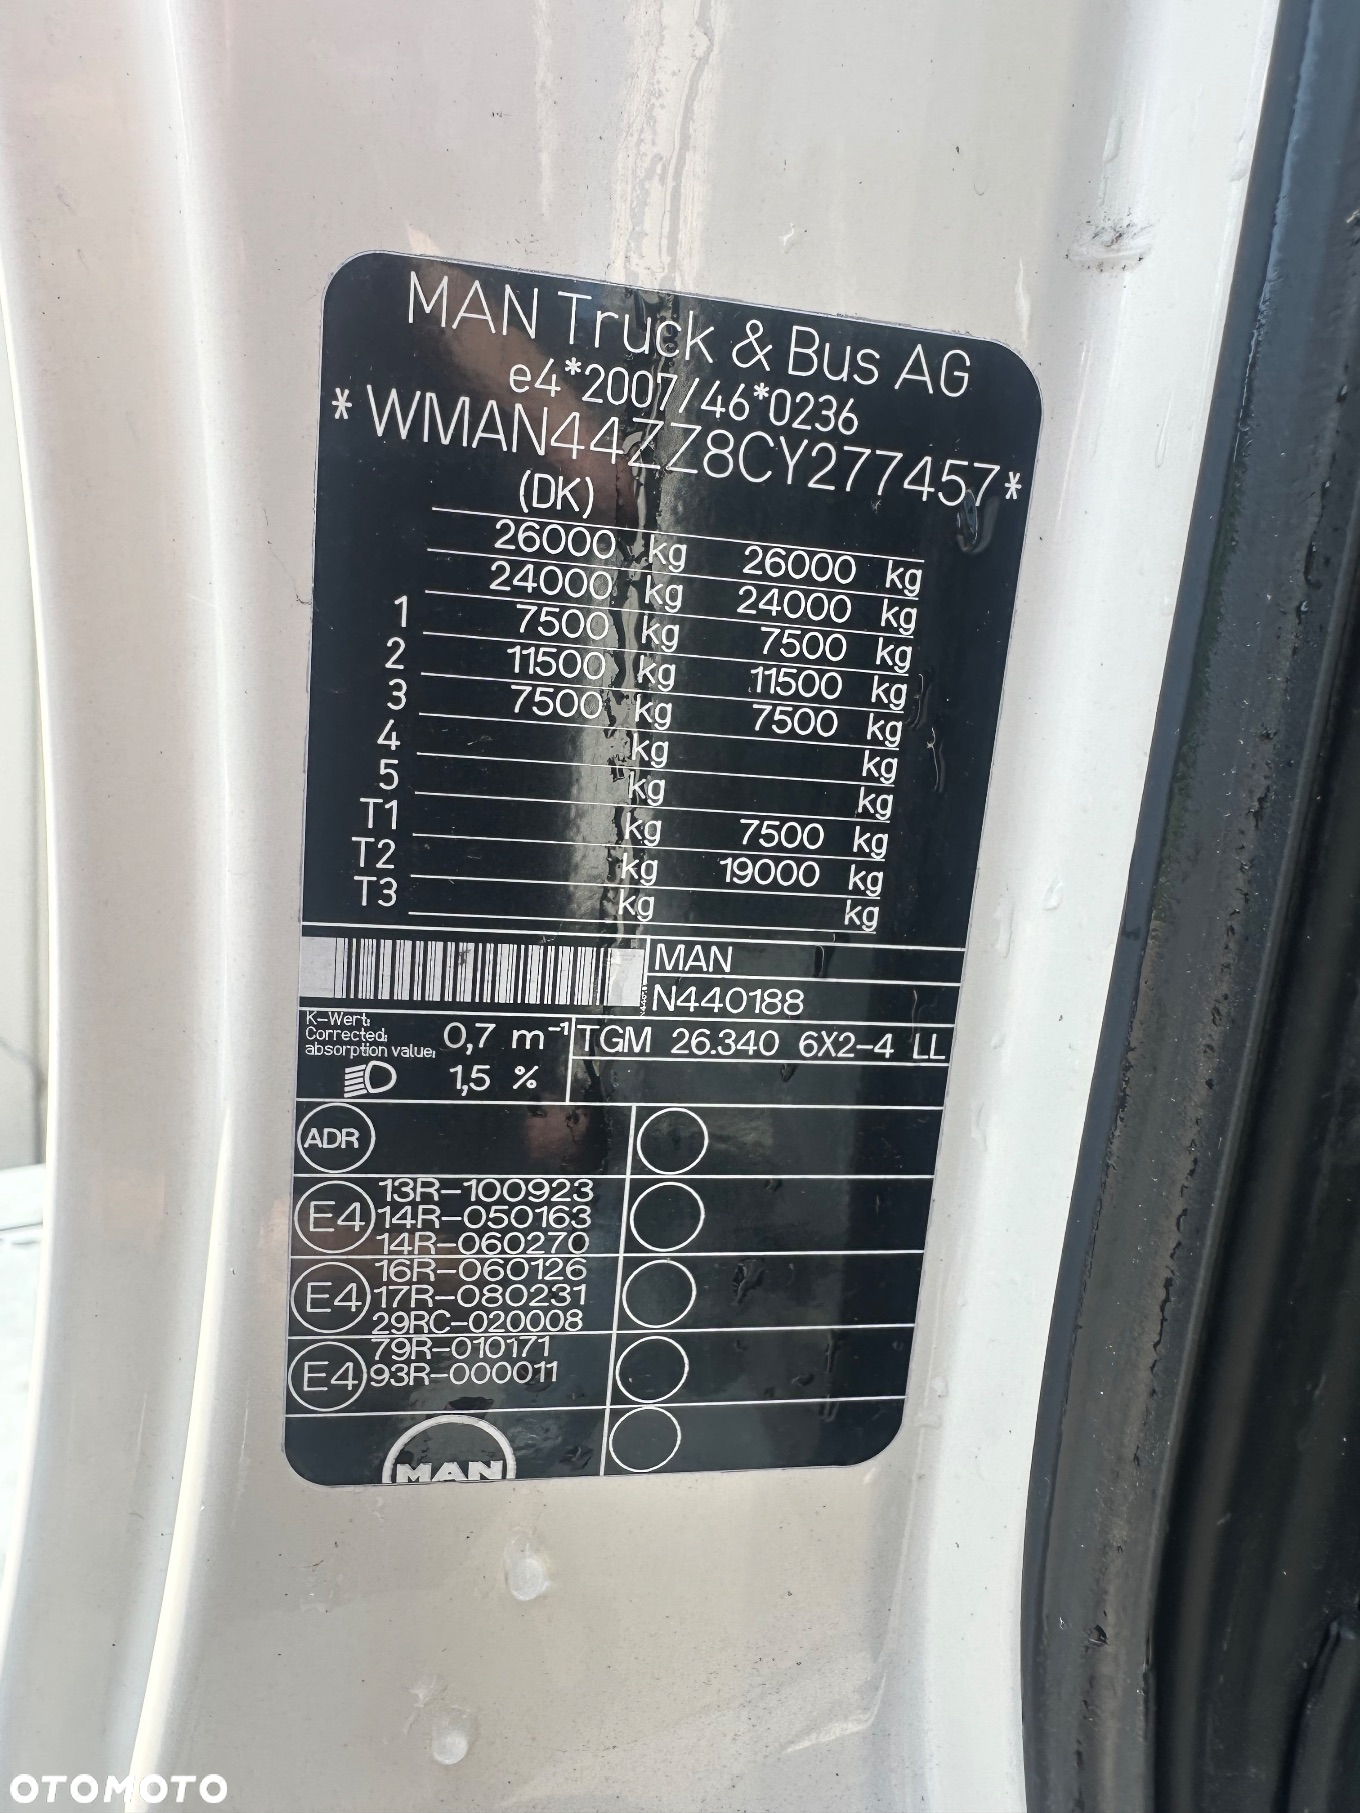 MAN Truck & Bus AG
e4*2007/46*0236
*WMAN44ZZ8CY277457*
(DK)
26000 kg 26000 kg
24000 kg 24000 kg
1 7500 kg 7500 kg
2 11500 kg 11500 kg
3 7500 kg 7500 kg
4 kg kg
5 kg kg
T1 kg 7500 kg
T2 kg 19000 kg
T3 kg kg
MAN
N440188
K-Wert:
Corrected:
absorption value: 0,7 m⁻¹ TGM 26.340 6X2-4 LL
1,5 %
ADR
13R-100923
E4 14R-050163
14R-060270
16R-060126
E4 17R-080231
29RC-020008
79R-010171
E4 93R-000011
MAN
OTOMOTO